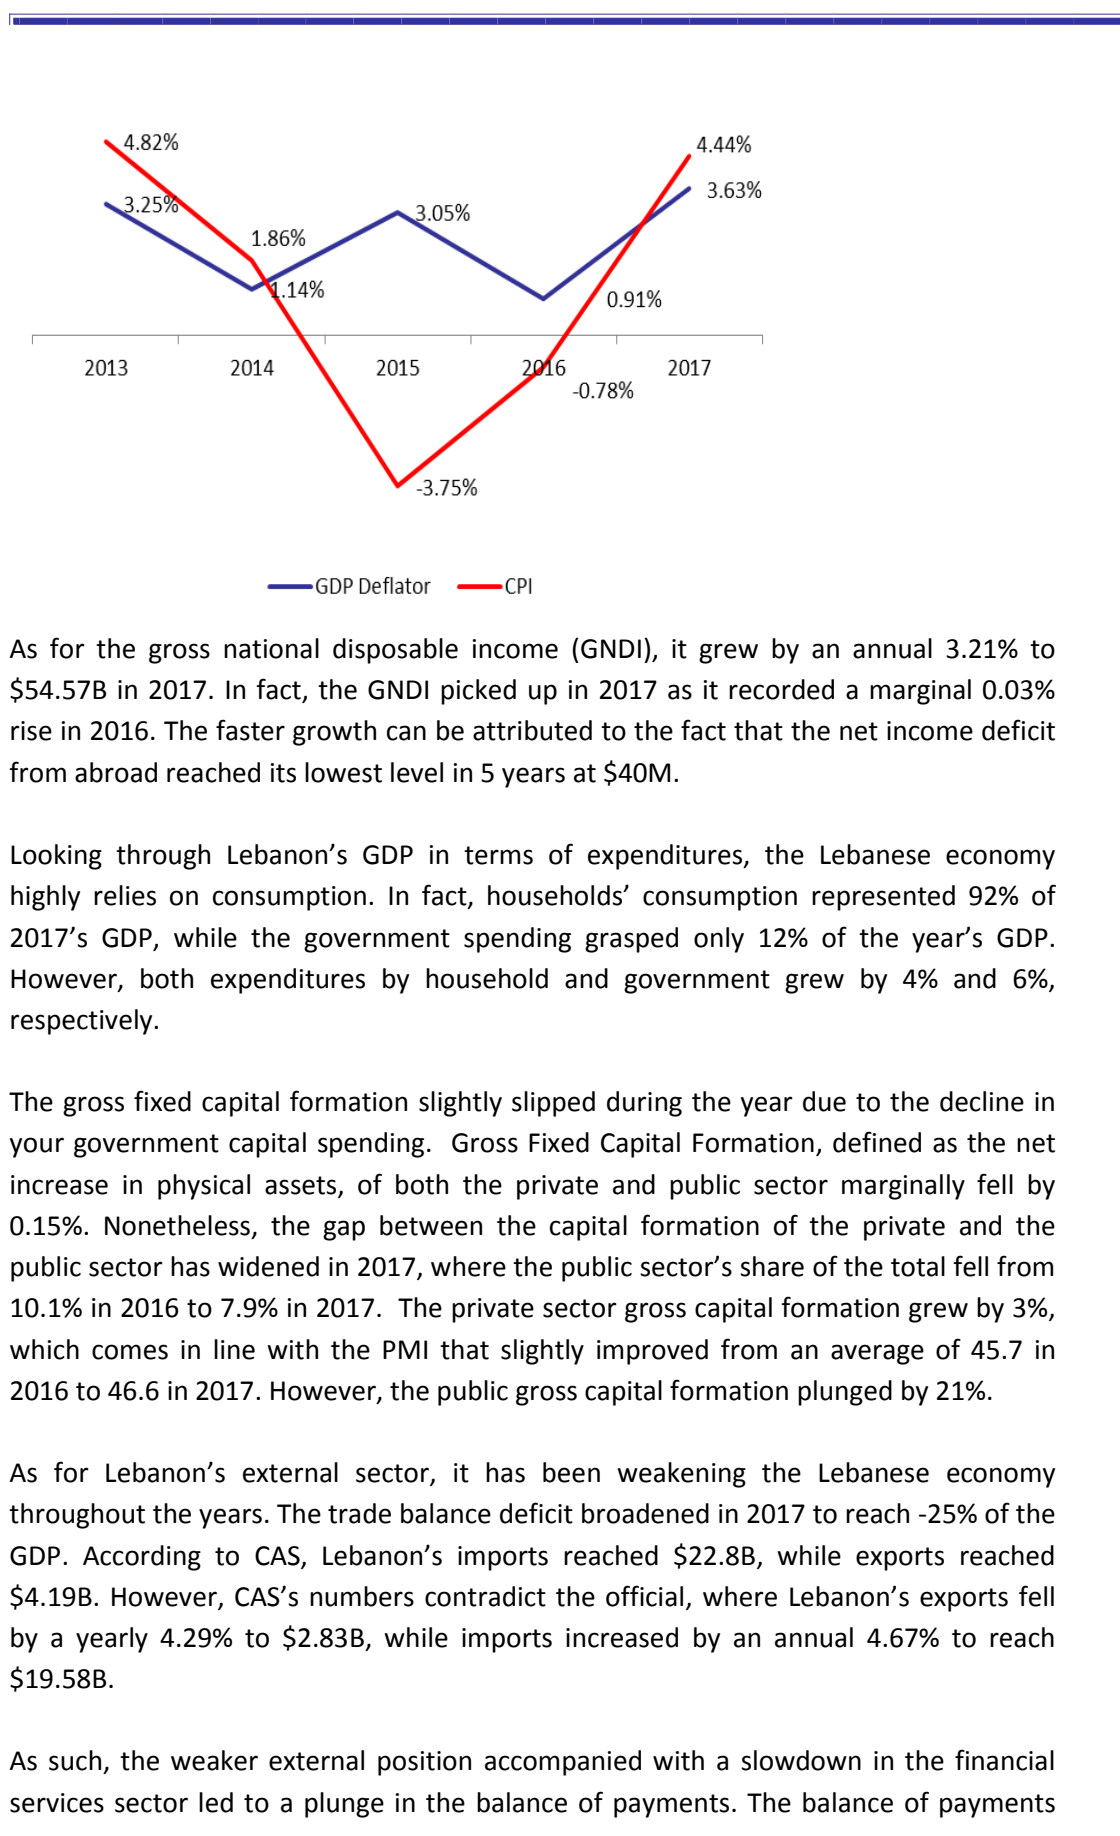 4.82%
4.44%
3.25%
3.63%
3.05%
1.86%
1.14%
0.91%
2013 2014 2015 2016 2017
-0.78%
-3.75%
GDP Deflator CPI
As for the gross national disposable income (GNDI), it grew by an annual 3.21% to
$54.57B in 2017. In fact, the GNDI picked up in 2017 as it recorded a marginal 0.03%
rise in 2016. The faster growth can be attributed to the fact that the net income deficit
from abroad reached its lowest level in 5 years at $40M.
Looking through Lebanon’s GDP in terms of expenditures, the Lebanese economy
highly relies on consumption. In fact, households’ consumption represented 92% of
2017’s GDP, while the government spending grasped only 12% of the year’s GDP.
However, both expenditures by household and government grew by 4% and 6%,
respectively.
The gross fixed capital formation slightly slipped during the year due to the decline in
your government capital spending.  Gross Fixed Capital Formation, defined as the net
increase in physical assets, of both the private and public sector marginally fell by
0.15%. Nonetheless, the gap between the capital formation of the private and the
public sector has widened in 2017, where the public sector’s share of the total fell from
10.1% in 2016 to 7.9% in 2017.  The private sector gross capital formation grew by 3%,
which comes in line with the PMI that slightly improved from an average of 45.7 in
2016 to 46.6 in 2017. However, the public gross capital formation plunged by 21%.
As for Lebanon’s external sector, it has been weakening the Lebanese economy
throughout the years. The trade balance deficit broadened in 2017 to reach -25% of the
GDP. According to CAS, Lebanon’s imports reached $22.8B, while exports reached
$4.19B. However, CAS’s numbers contradict the official, where Lebanon’s exports fell
by a yearly 4.29% to $2.83B, while imports increased by an annual 4.67% to reach
$19.58B.
As such, the weaker external position accompanied with a slowdown in the financial
services sector led to a plunge in the balance of payments. The balance of payments